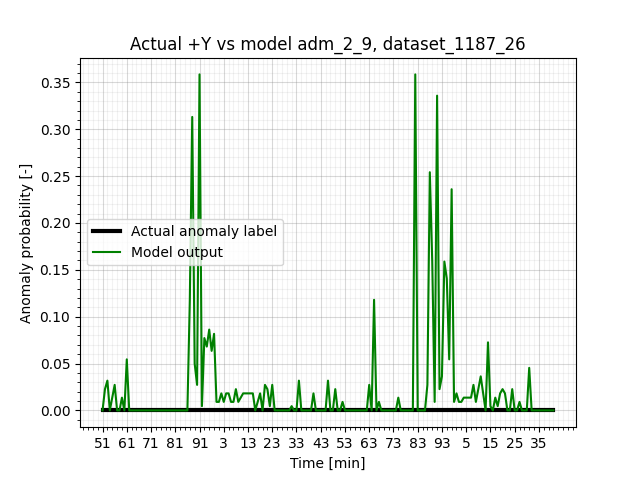 Actual +Y vs model adm_2_9, dataset_1187_26
Anomaly probability [-]
0.35
0.30
0.25
0.20
0.15
0.10
0.05
0.00
Actual anomaly label
Model output
51 61 71 81 91 3 13 23 33 43 53 63 73 83 93 5 15 25 35
Time [min]